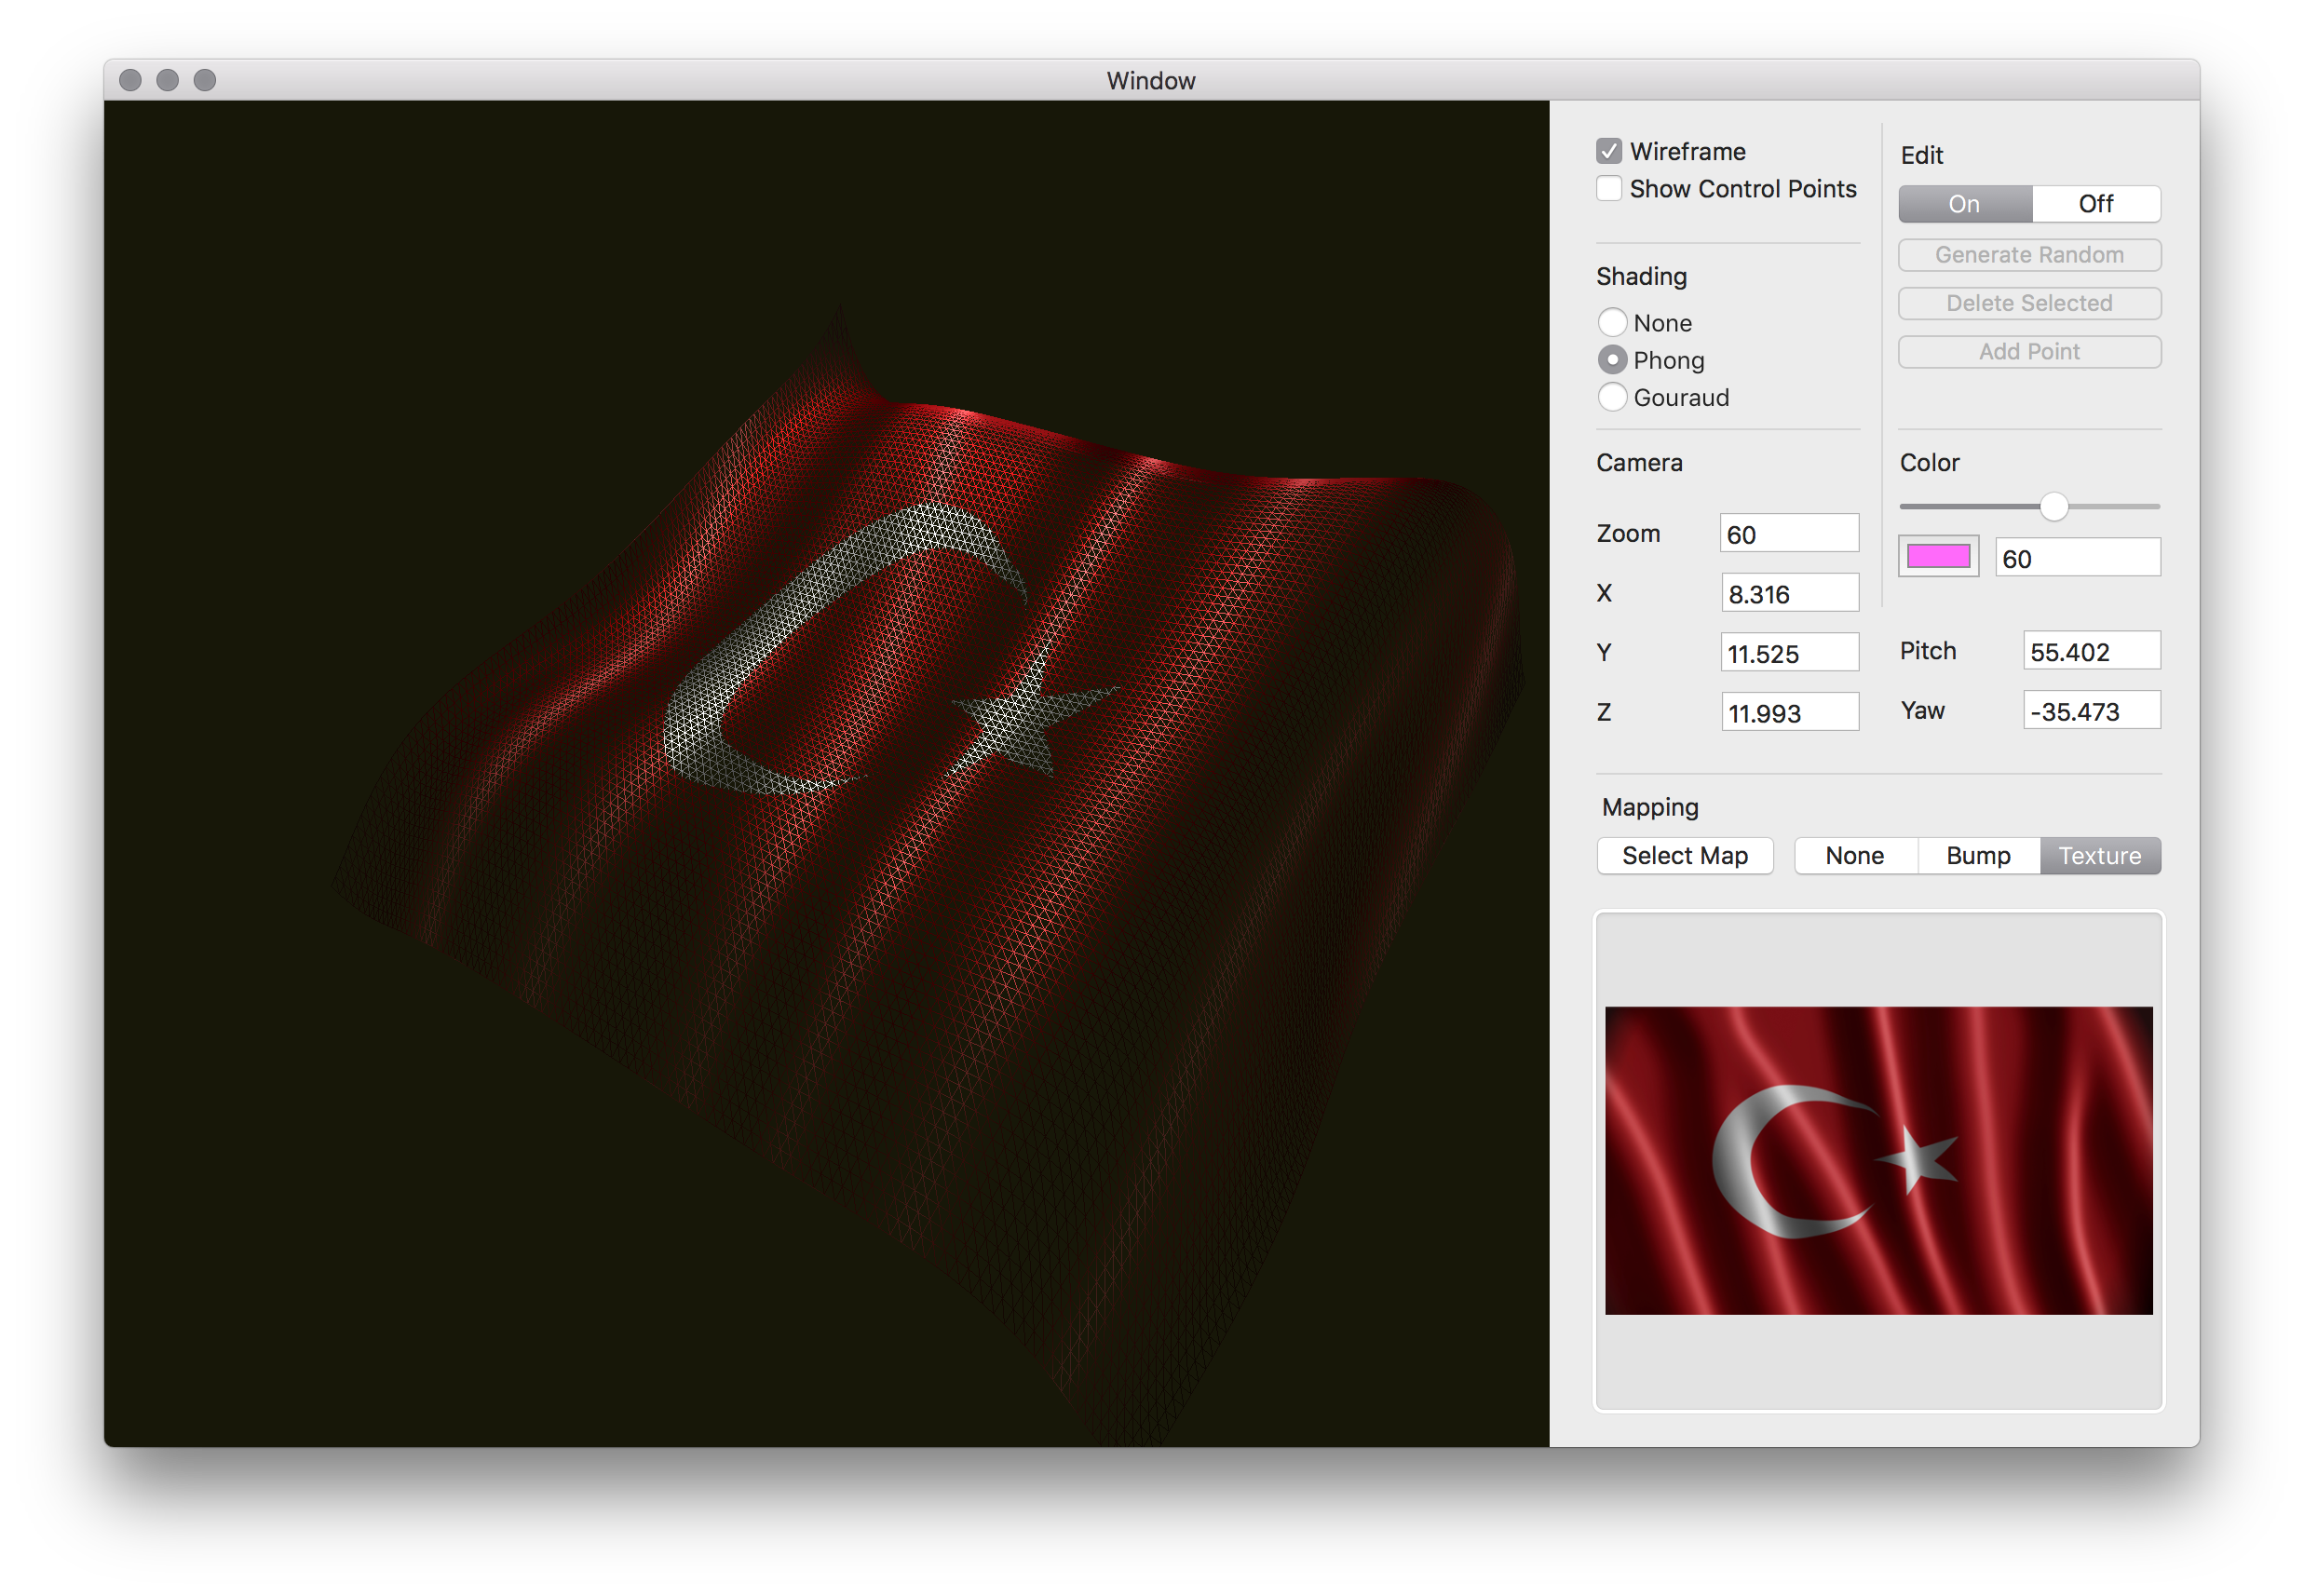 Window
Wireframe
Show Control Points
Edit
On Off
Generate Random
Delete Selected
Add Point
Shading
None
Phong
Gouraud
Camera
Zoom 60
X 8.316
Y 11.525
Z 11.993
Color
60
Pitch 55.402
Yaw -35.473
Mapping
Select Map None Bump Texture